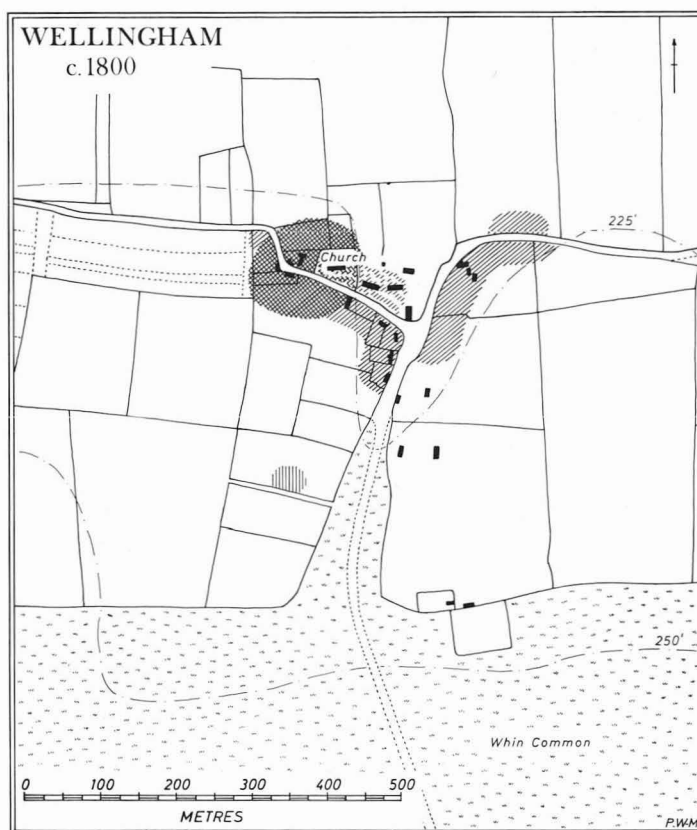 WELLINGHAM
c.1800
225'
Church
250'
Whin Common
0 100 200 300 400 500
METRES
P.W-M